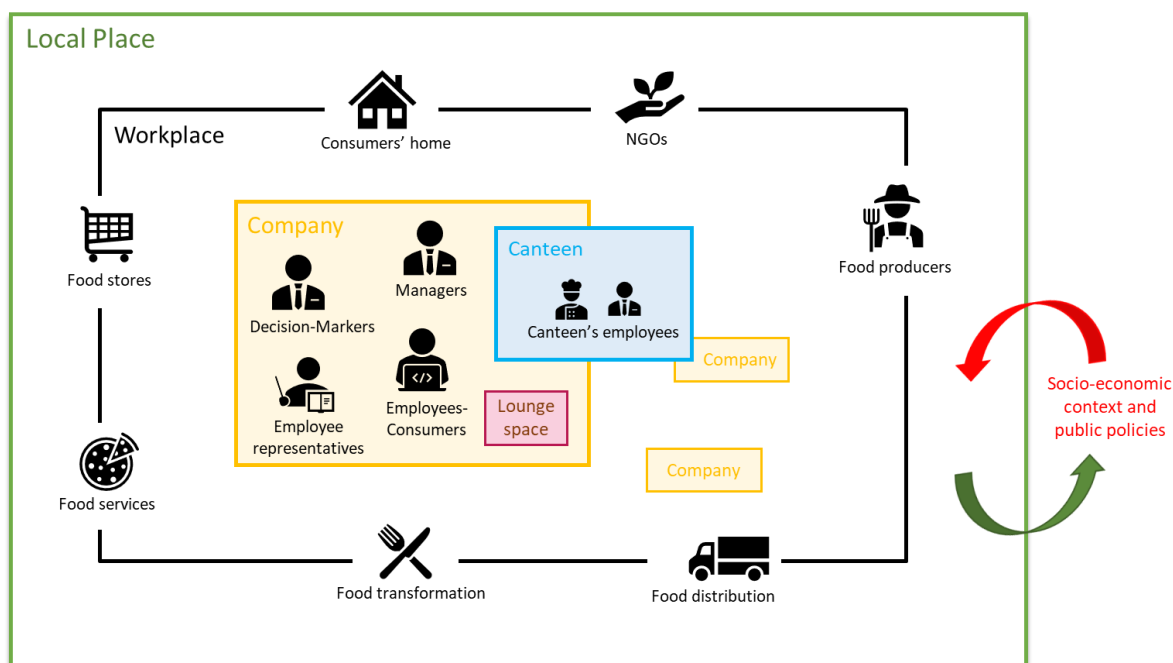 Local Place
Workplace
Consumers' home
NGOs
Food stores
Food producers
Company
Managers
Decision-Markers
Canteen
Canteen's employees
Company
Employee
representatives
</>
Employees-
Consumers
Lounge
space
Company
Socio-economic
context and
public policies
Food services
Food transformation
Food distribution